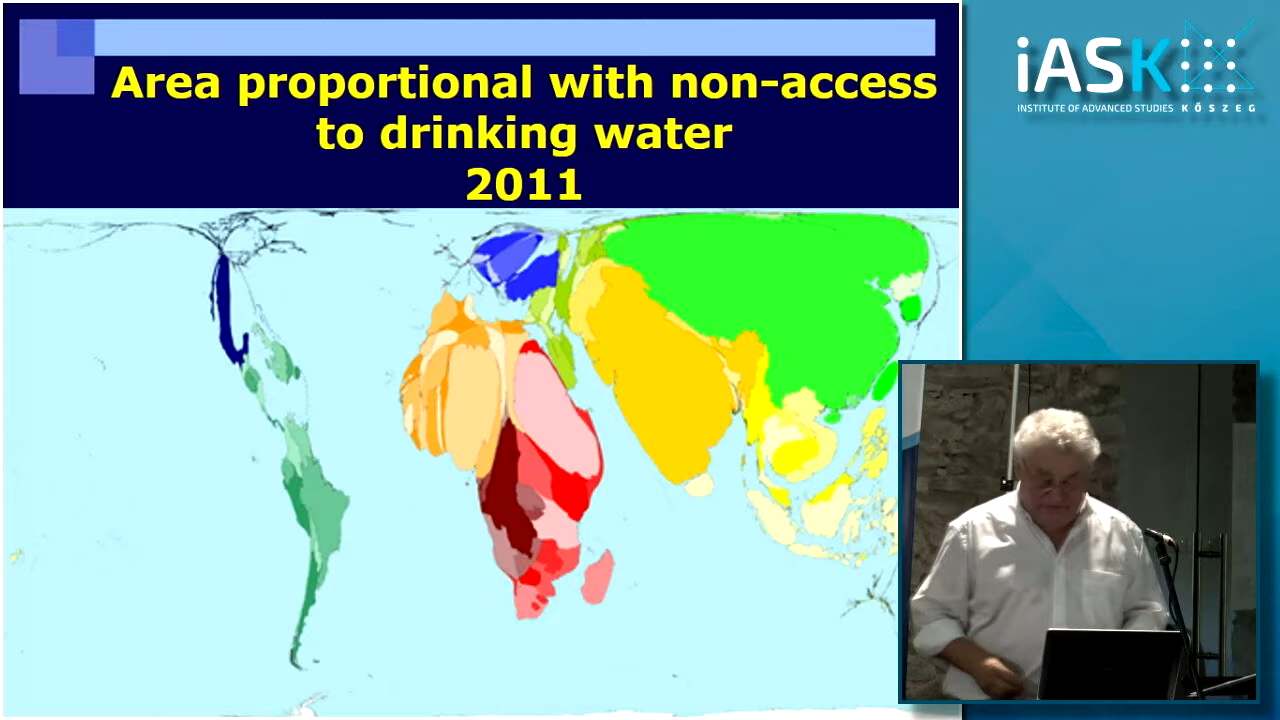 Area proportional with non-access
to drinking water
2011
iASK
INSTITUTE OF ADVANCED STUDIES KŐSZEG